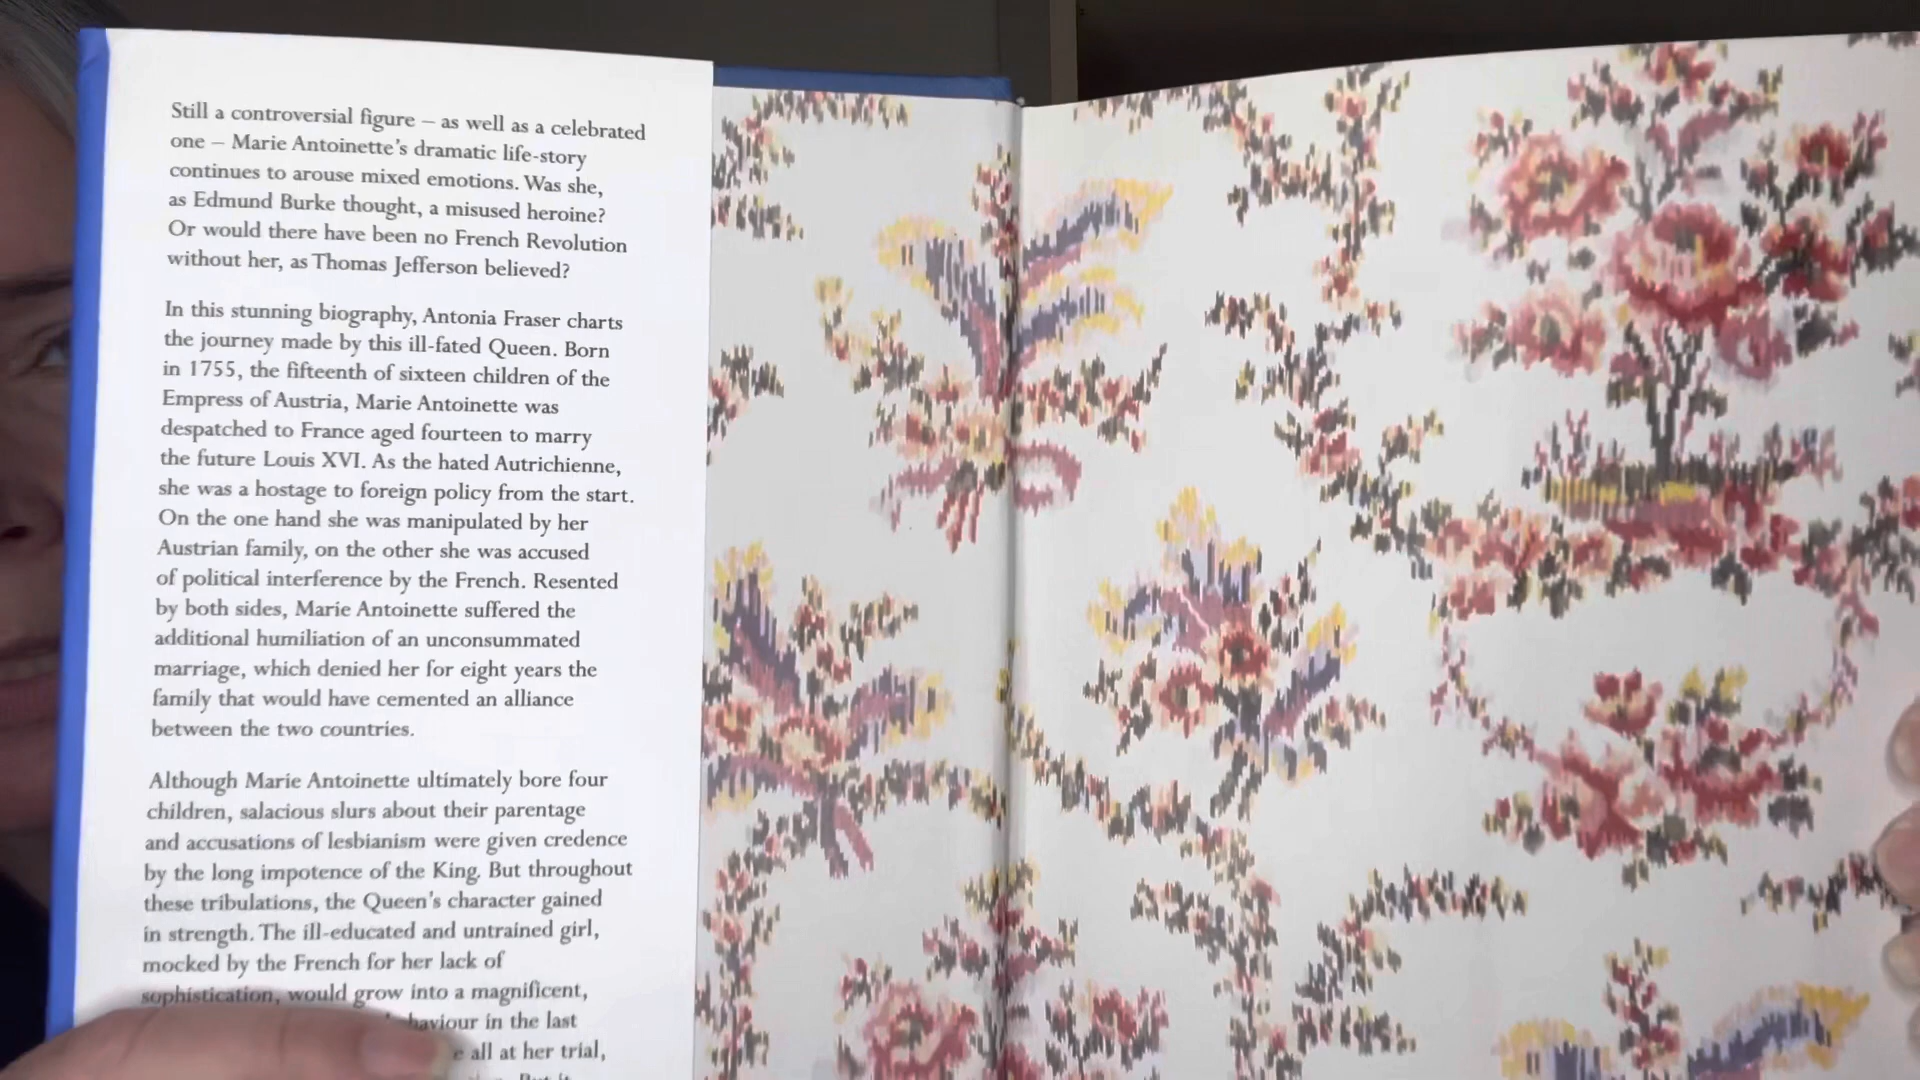 Still a controversial figure – as well as a celebrated
one – Marie Antoinette's dramatic life-story
continues to arouse mixed emotions. Was she,
as Edmund Burke thought, a misused heroine?
Or would there have been no French Revolution
without her, as Thomas Jefferson believed?
In this stunning biography, Antonia Fraser charts
the journey made by this ill-fated Queen. Born
in 1755, the fifteenth of sixteen children of the
Empress of Austria, Marie Antoinette was
despatched to France aged fourteen to marry
the future Louis XVI. As the hated Autrichienne,
she was a hostage to foreign policy from the start.
On the one hand she was manipulated by her
Austrian family, on the other she was accused
of political interference by the French. Resented
by both sides, Marie Antoinette suffered the
additional humiliation of an unconsummated
marriage, which denied her for eight years the
family that would have cemented an alliance
between the two countries.
Although Marie Antoinette ultimately bore four
children, salacious slurs about their parentage
and accusations of lesbianism were given credence
by the long impotence of the King. But throughout
these tribulations, the Queen's character gained
in strength. The ill-educated and untrained girl,
mocked by the French for her lack of
sophistication, would grow into a magnificent,
in the last
all at her trial,